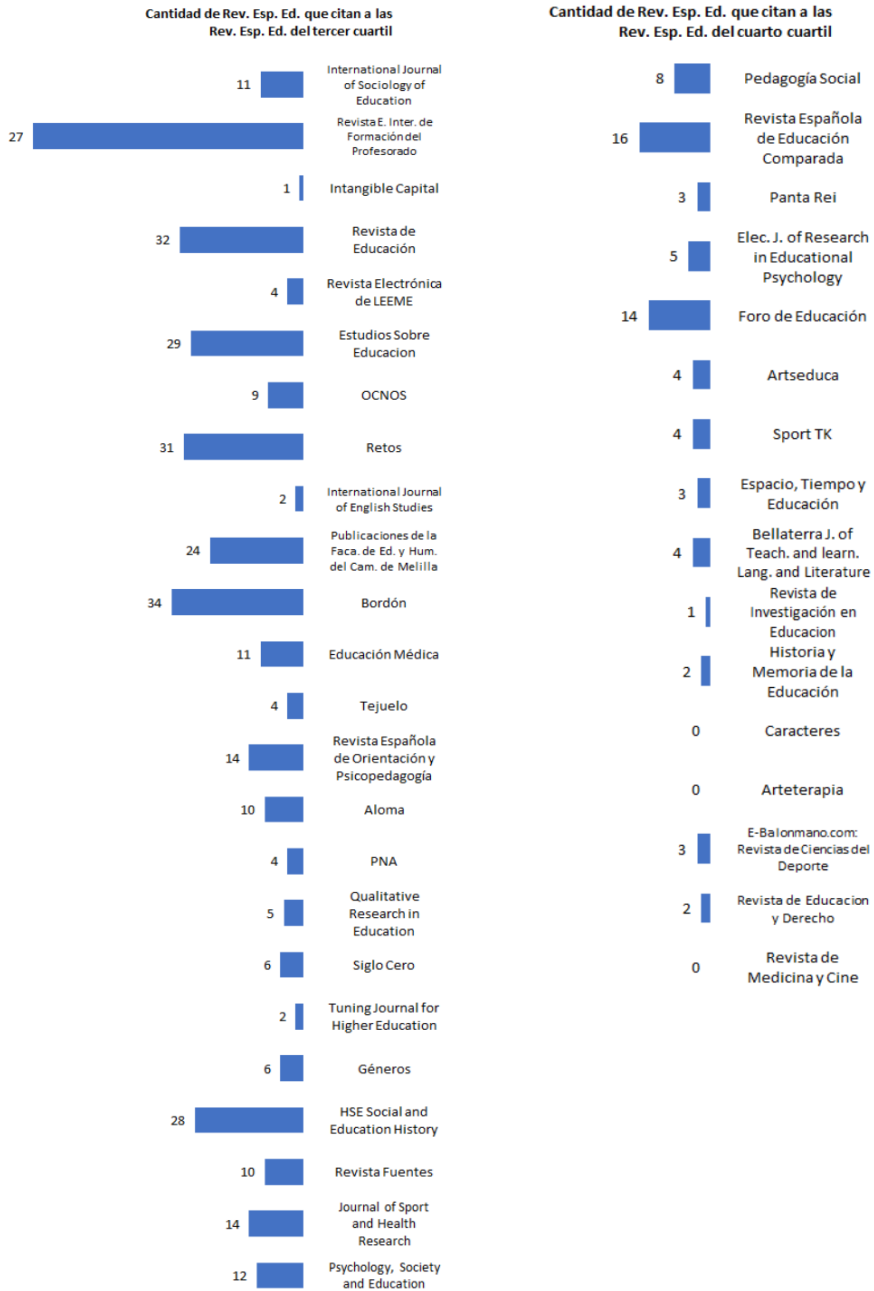 Cantidad de Rev. Esp. Ed. que citan a las
Rev. Esp. Ed. del tercer cuartil
11
International Journal
of Sociology of
Education
27
Revista E. Inter. de
Formación del
Profesorado
1
Intangible Capital
32
Revista de
Educación
4
Revista Electrónica
de LEEME
29
Estudios Sobre
Educacion
9
OCNOS
31
Retos
2
International Journal
of English Studies
24
Publicaciones de la
Faca. de Ed. y Hum.
del Cam. de Melilla
34
Bordón
11
Educación Médica
4
Tejuelo
14
Revista Española
de Orientación y
Psicopedagogía
10
Aloma
4
PNA
5
Qualitative
Research in
Education
6
Siglo Cero
2
Tuning Journal for
Higher Education
6
Géneros
28
HSE Social and
Education History
10
Revista Fuentes
14
Journal of Sport
and Health
Research
12
Psychology, Society
and Education
Cantidad de Rev. Esp. Ed. que citan a las
Rev. Esp. Ed. del cuarto cuartil
8
Pedagogía Social
16
Revista Española
de Educación
Comparada
3
Panta Rei
5
Elec. J. of Research
in Educational
Psychology
14
Foro de Educación
4
Artseduca
4
Sport TK
3
Espacio, Tiempo y
Educación
4
Bellaterra J. of
Teach. and learn.
Lang. and Literature
1
Revista de
Investigación en
Educacion
2
Historia y
Memoria de la
Educación
0
Caracteres
0
Arteterapia
3
E-Balonmano.com:
Revista de Ciencias del
Deporte
2
Revista de Educacion
y Derecho
0
Revista de
Medicina y Cine